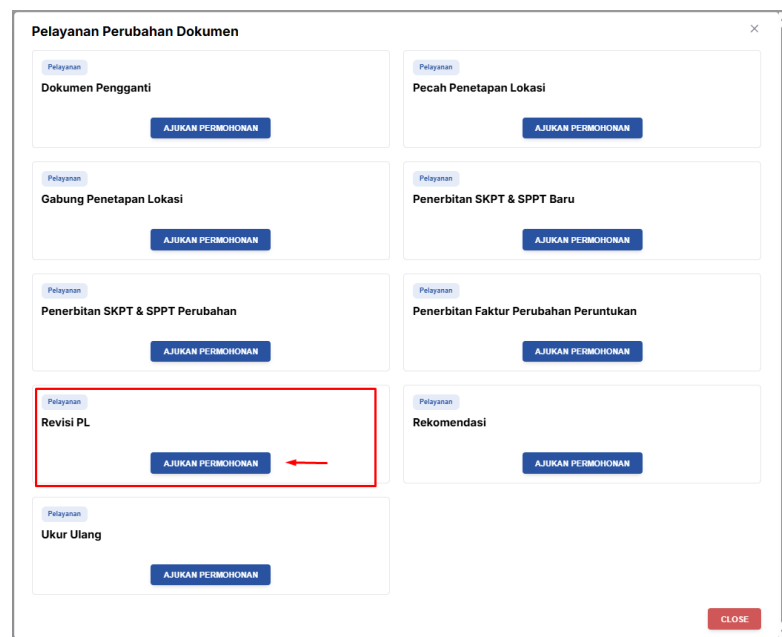 Pelayanan Perubahan Dokumen
×
Pelayanan
Dokumen Pengganti
AJUKAN PERMOHONAN
Pelayanan
Pecah Penetapan Lokasi
AJUKAN PERMOHONAN
Pelayanan
Gabung Penetapan Lokasi
AJUKAN PERMOHONAN
Pelayanan
Penerbitan SKPT & SPPT Baru
AJUKAN PERMOHONAN
Pelayanan
Penerbitan SKPT & SPPT Perubahan
AJUKAN PERMOHONAN
Pelayanan
Penerbitan Faktur Perubahan Peruntukan
AJUKAN PERMOHONAN
Pelayanan
Revisi PL
AJUKAN PERMOHONAN
Pelayanan
Rekomendasi
AJUKAN PERMOHONAN
Pelayanan
Ukur Ulang
AJUKAN PERMOHONAN
CLOSE